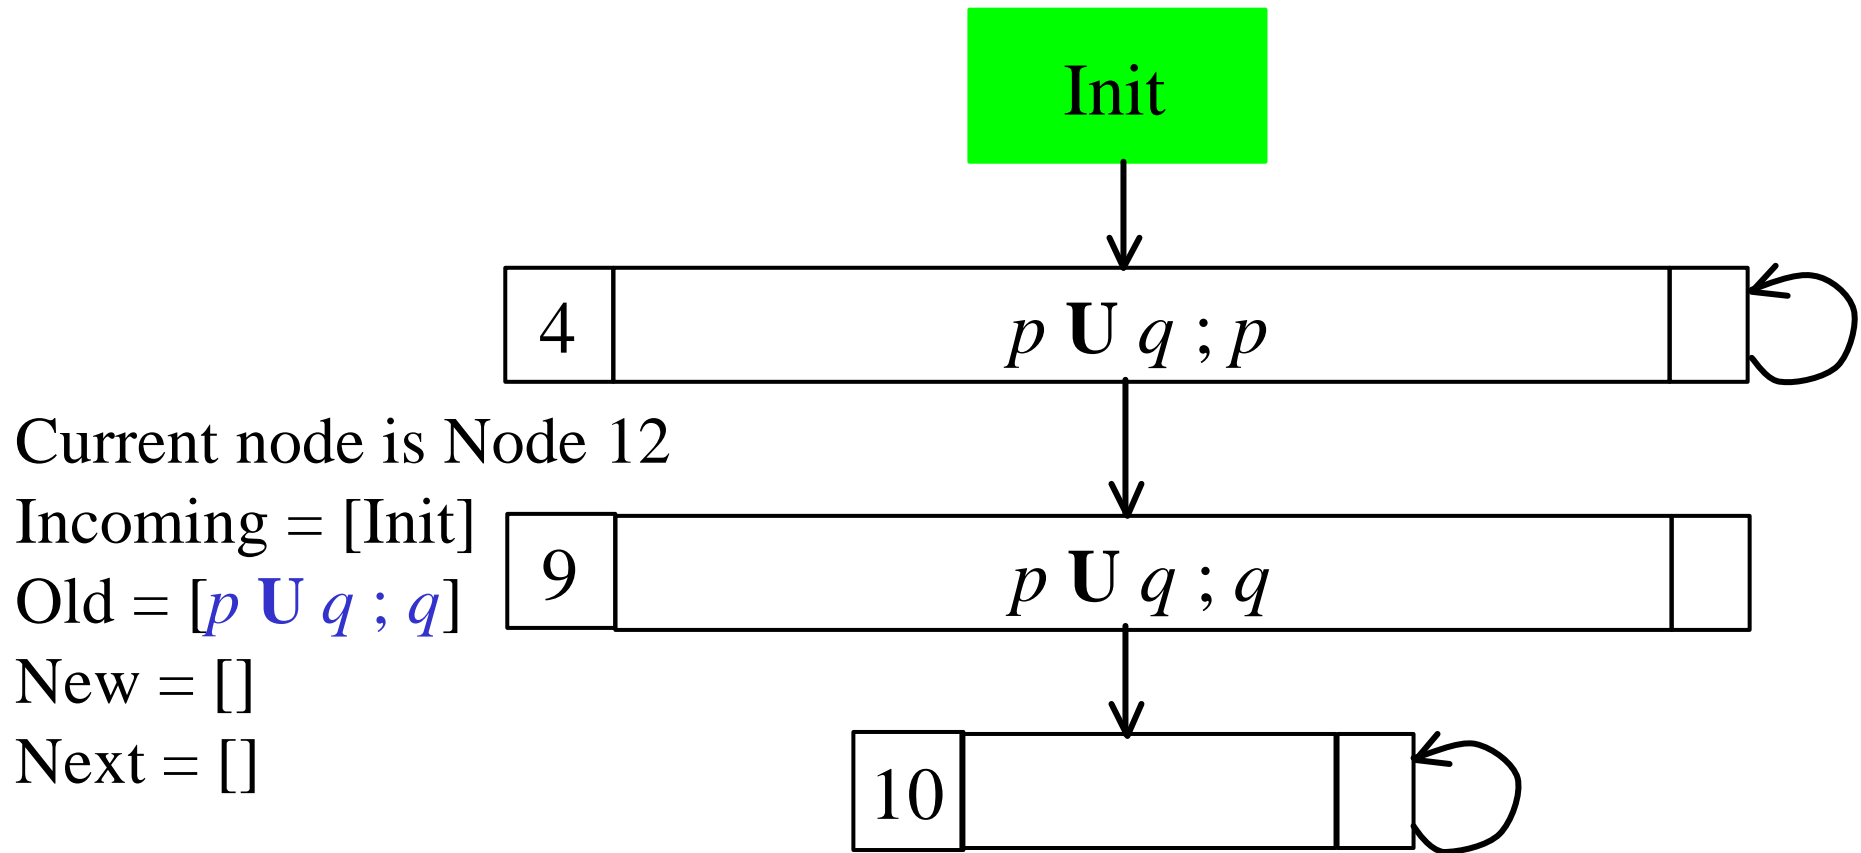 Init
4 p U q ; p
Current node is Node 12
Incoming = [Init]
9 p U q ; q
Old = [p U q ; q]
New = []
Next = []
10